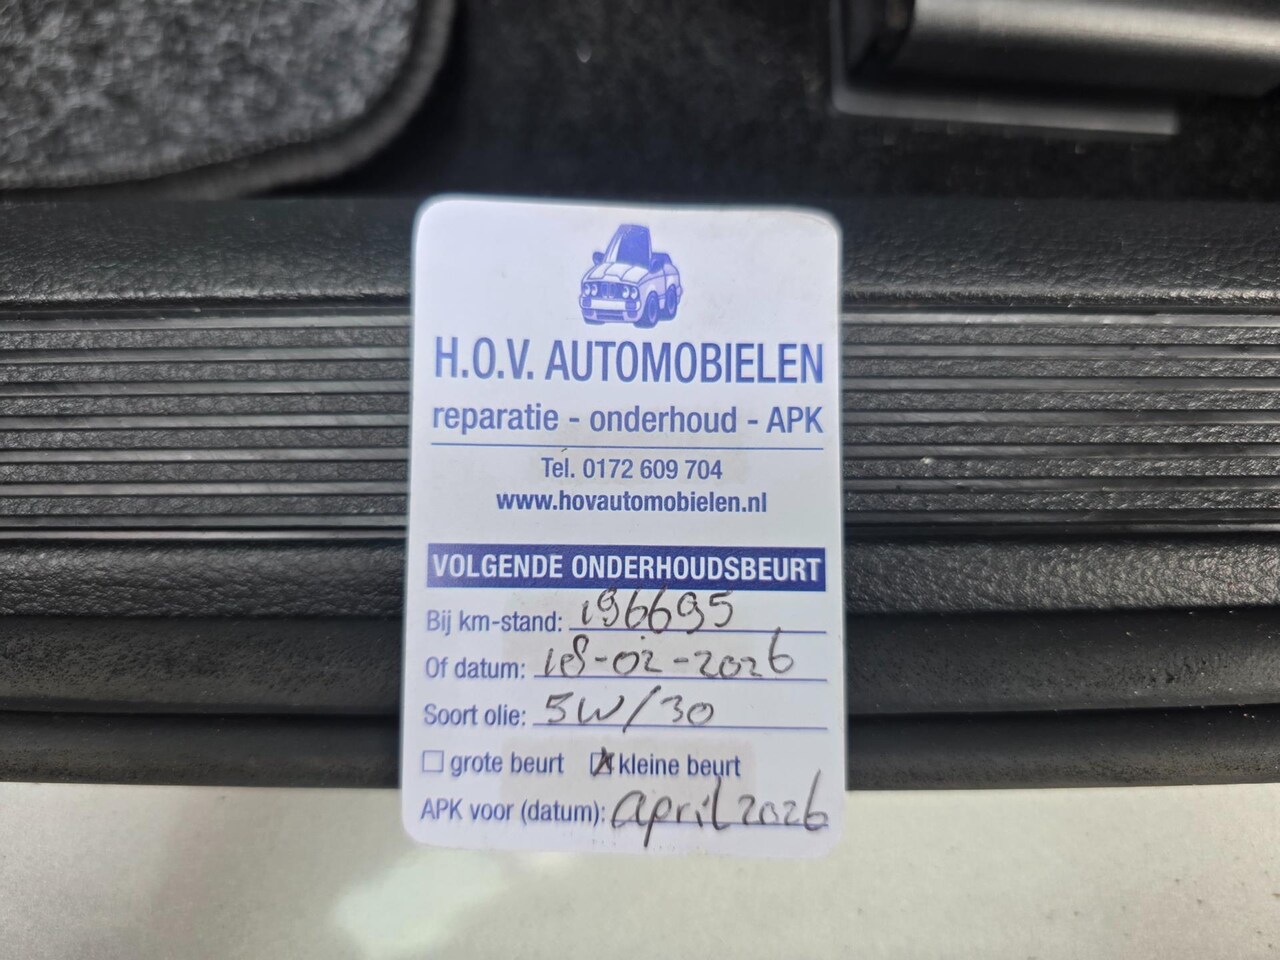 H.O.V. AUTOMOBIELEN
reparatie - onderhoud - APK
Tel. 0172 609 704
www.hovautomobielen.nl
VOLGENDE ONDERHOUDSBEURT
Bij km-stand: 196695
Of datum: 18-02-2026
Soort olie: 5W/30
☐ grote beurt ☒ kleine beurt
APK voor (datum): april 2026